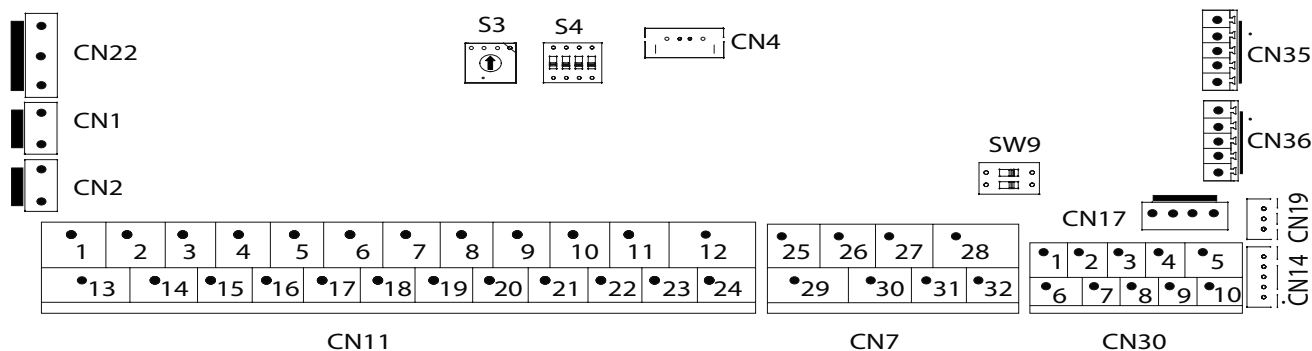 S3 S4
CN4
CN22
CN35
CN1
CN36
SW9
CN2
CN17
CN19
1 2 3 4 5 6 7 8 9 10 11 12
25 26 27 28
1 2 3 4 5
13 14 15 16 17 18 19 20 21 22 23 24
29 30 31 32
6 7 8 9 10
CN14
CN11
CN7
CN30